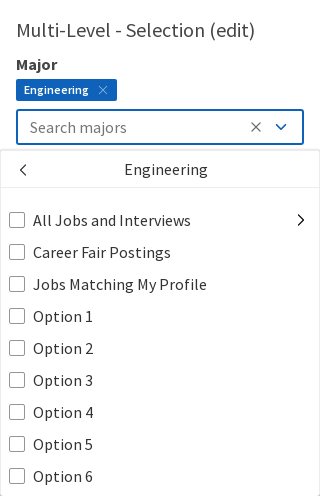 Multi-Level - Selection (edit)
Major
Engineering
Search majors
Engineering
All Jobs and Interviews
Career Fair Postings
Jobs Matching My Profile
Option 1
Option 2
Option 3
Option 4
Option 5
Option 6